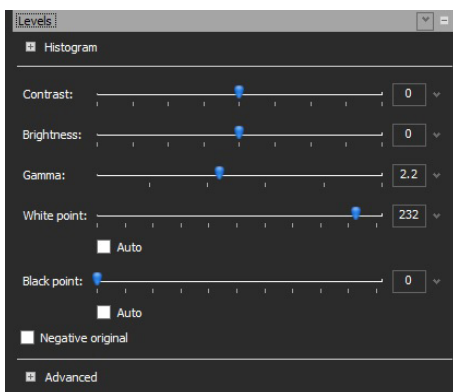 Levels
Histogram
Contrast: 0
Brightness: 0
Gamma: 2.2
White point: 232
Auto
Black point: 0
Auto
Negative original
Advanced